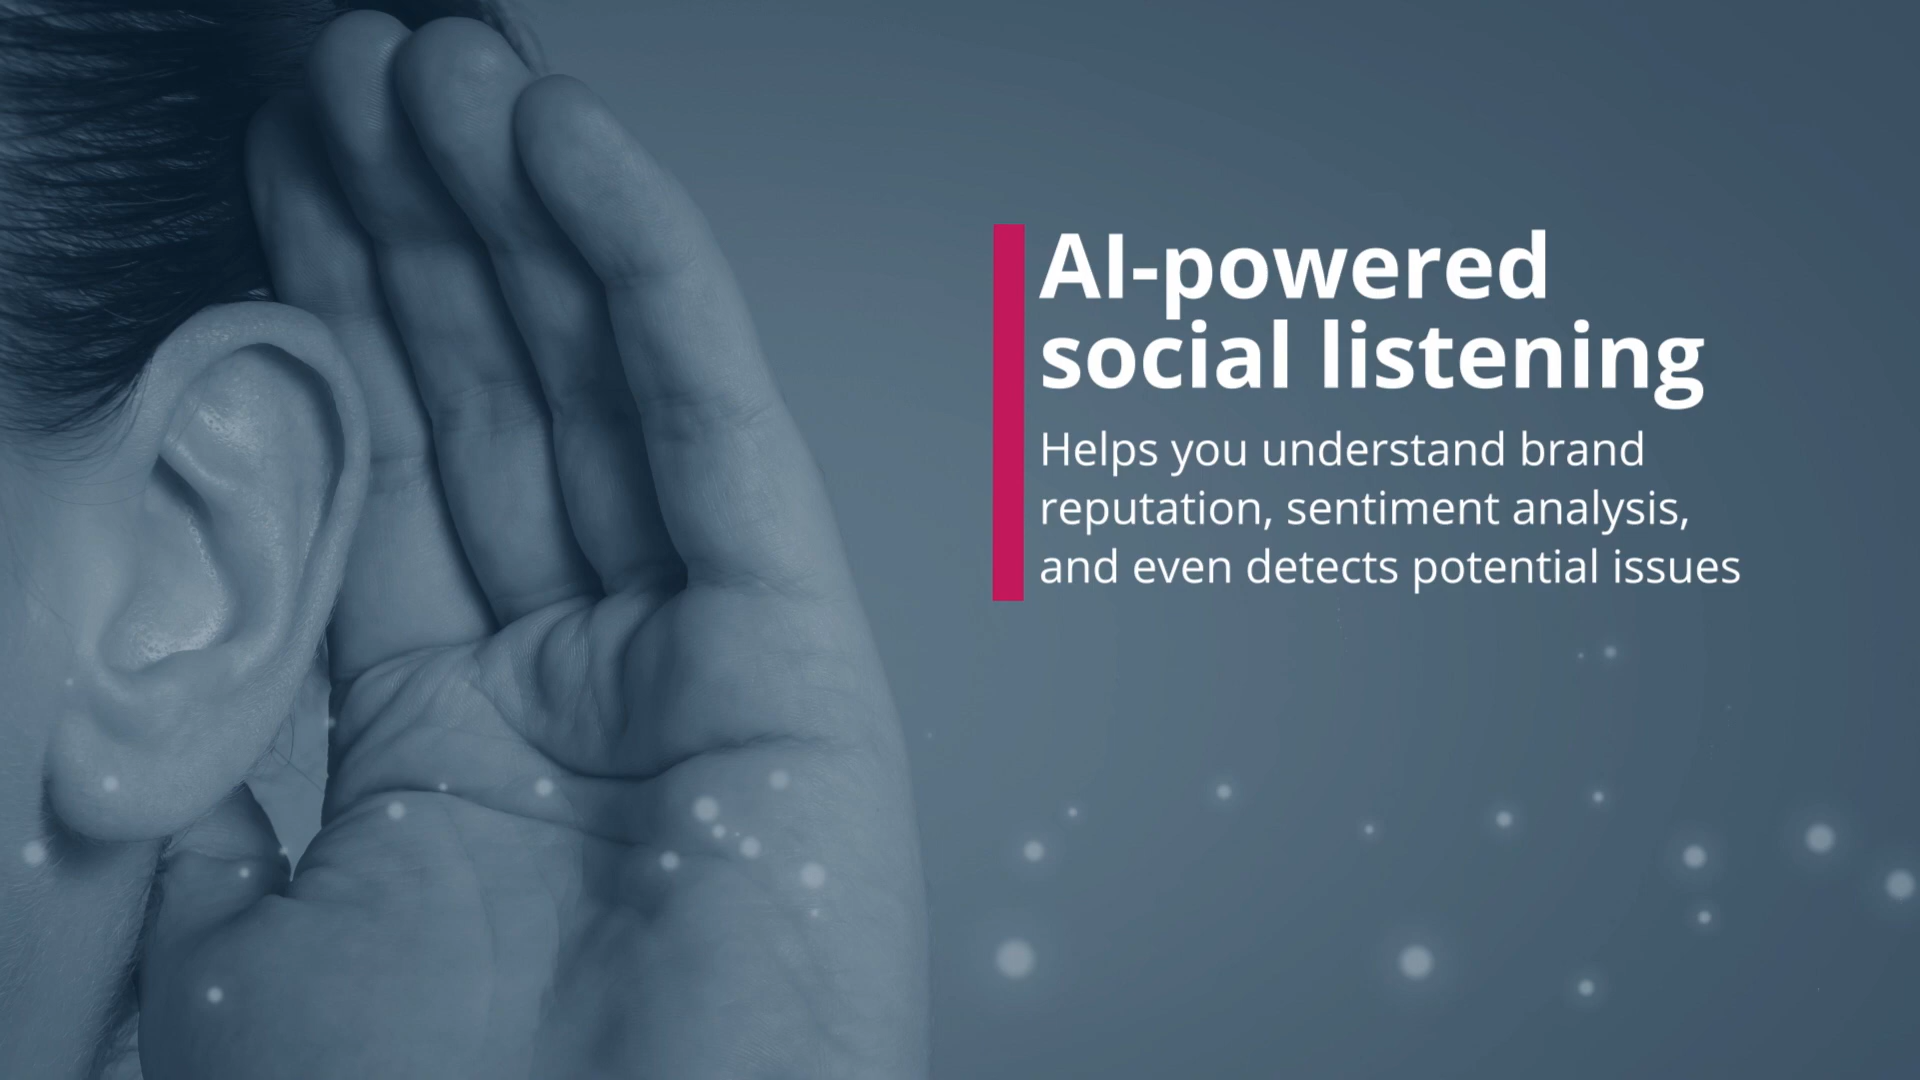 AI-powered
social listening
Helps you understand brand
reputation, sentiment analysis,
and even detects potential issues